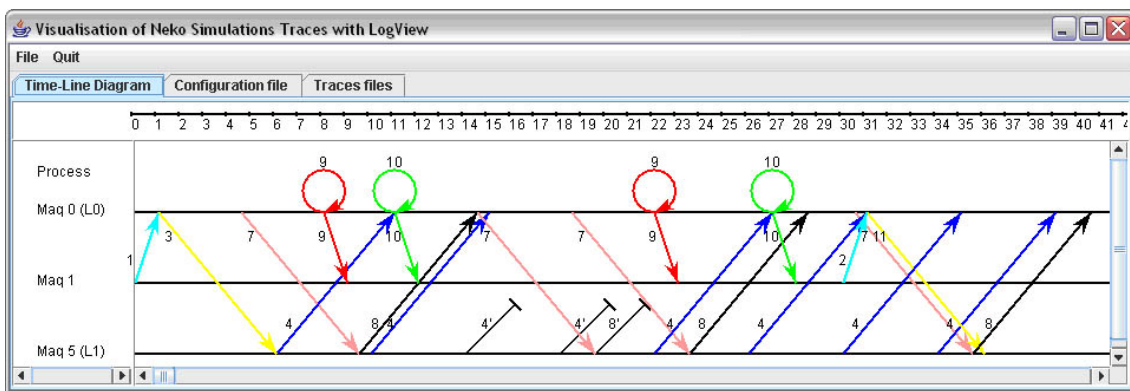 Visualisation of Neko Simulations Traces with LogView
File Quit
Time-Line Diagram Configuration file Traces files
0 1 2 3 4 5 6 7 8 9 10 11 12 13 14 15 16 17 18 19 20 21 22 23 24 25 26 27 28 29 30 31 32 33 34 35 36 37 38 39 40 41 4
Process 9 10 9 10
Maq 0 (L0)
3 7 9 10 7 7 9 10 7 11
1 2
Maq 1
4 8 4 4' 4' 8' 4 8 4 4 4 8
Maq 5 (L1)